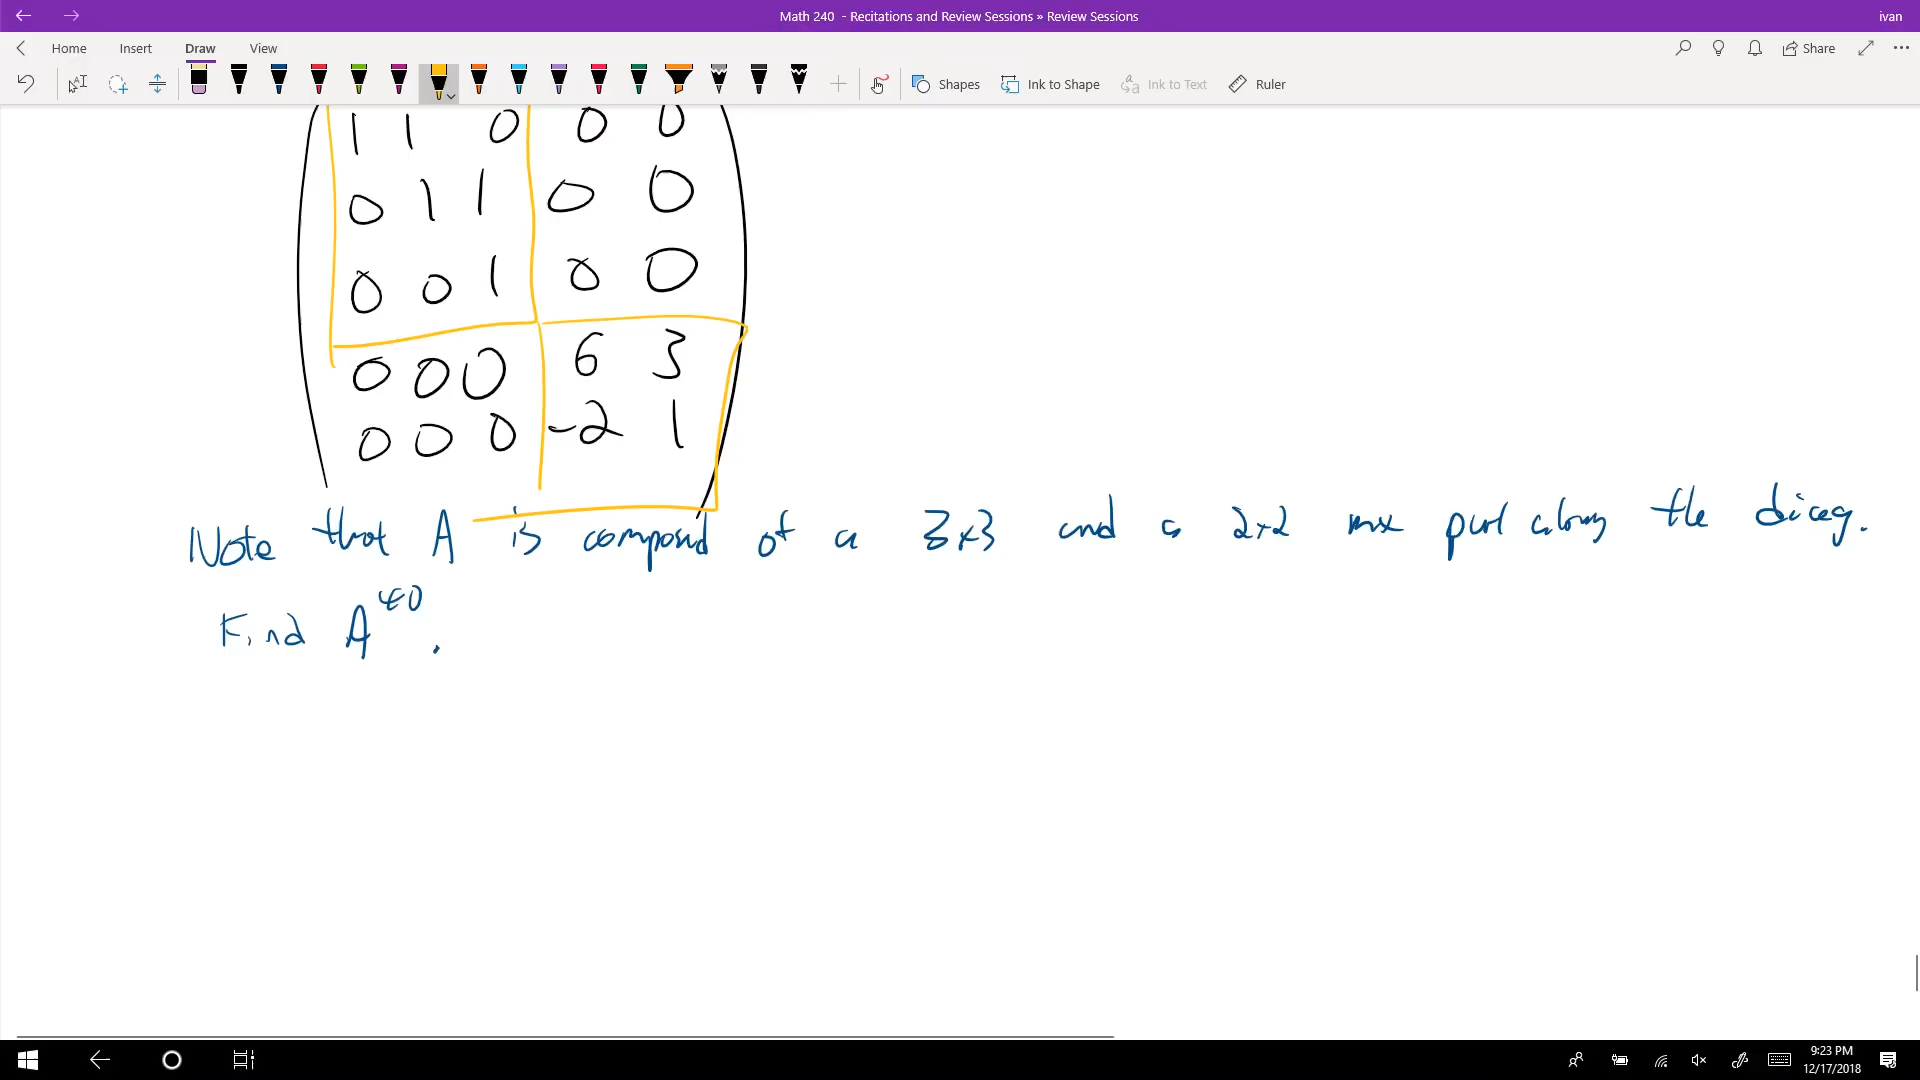 Math 240 - Recitations and Review Sessions » Review Sessions
ivan
Home Insert Draw View
Share
Shapes Ink to Shape Ink to Text Ruler
1 1 0 0 0
0 1 1 0 0
0 0 1 0 0
0 0 0 6 3
0 0 0 -2 1
Note that A is composed of a 3x3 and a 2x2 part along the diag.
Find A^40.
9:23 PM
12/17/2018